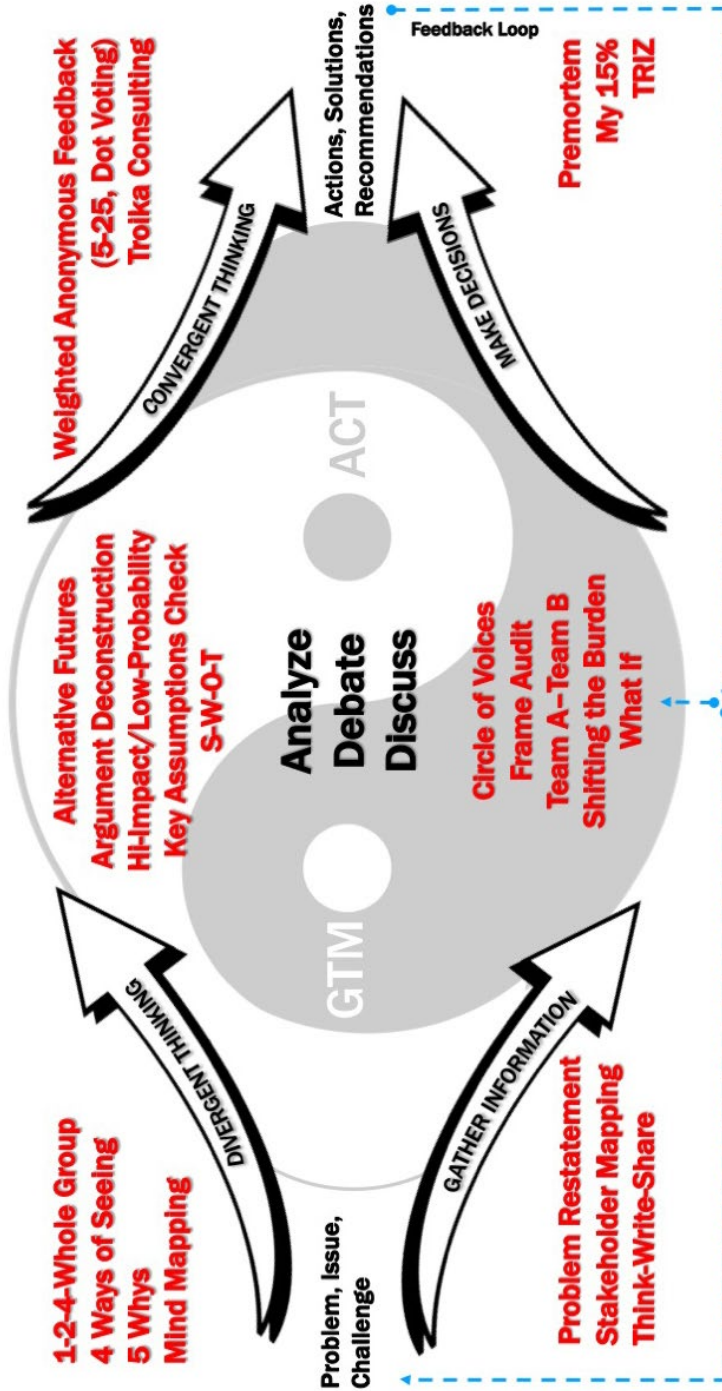 1-2-4-Whole Group
4 Ways of Seeing
5 Whys
Mind Mapping
DIVERGENT THINKING
Problem, Issue,
Challenge
GATHER INFORMATION
Problem Restatement
Stakeholder Mapping
Think-Write-Share
Alternative Futures
Argument Deconstruction
Hi-Impact/Low-Probability
Key Assumptions Check
S-W-O-T
GTM
Analyze
Debate
Discuss
ACT
Circle of Voices
Frame Audit
Team A–Team B
Shifting the Burden
What If
Weighted Anonymous Feedback
(5-25, Dot Voting)
Troika Consulting
CONVERGENT THINKING
Actions, Solutions,
Recommendations
MAKE DECISIONS
Feedback Loop
Premortem
My 15%
TRIZ